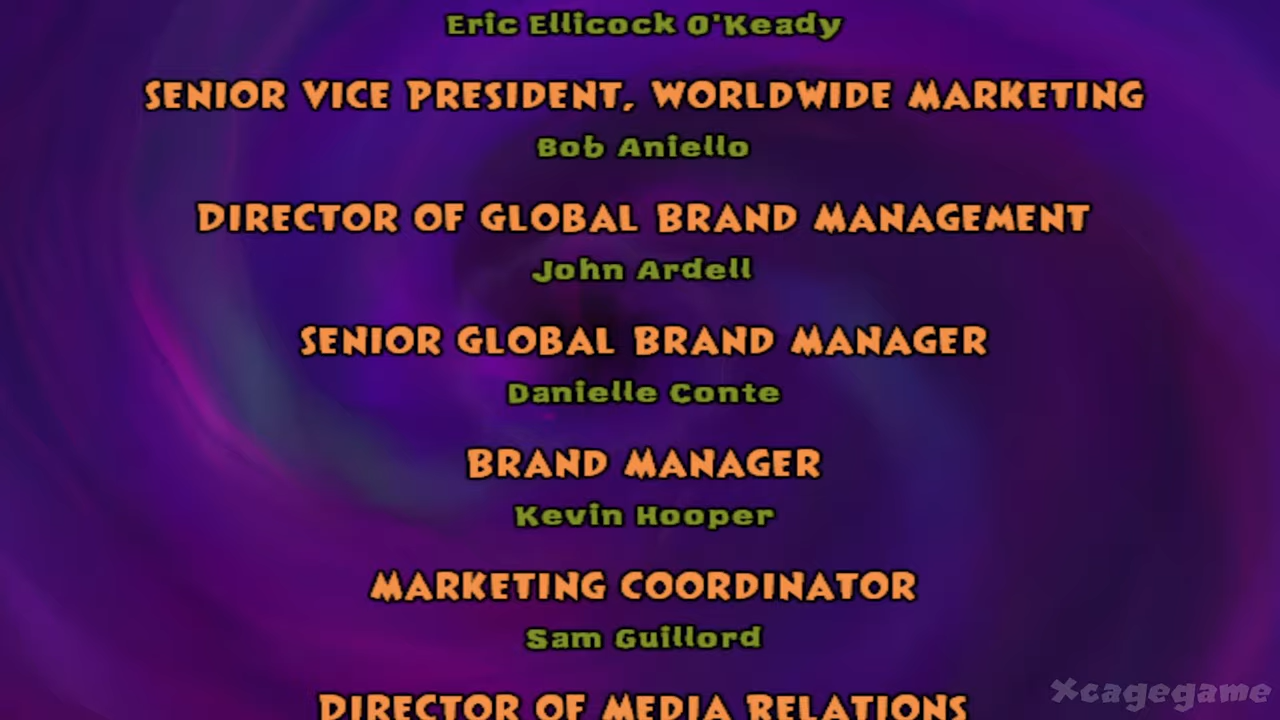 Eric Ellicock O'Keady
SENIOR VICE PRESIDENT, WORLDWIDE MARKETING
Bob Aniello
DIRECTOR OF GLOBAL BRAND MANAGEMENT
John Ardell
SENIOR GLOBAL BRAND MANAGER
Danielle Conte
BRAND MANAGER
Kevin Hooper
MARKETING COORDINATOR
Sam Guillord
DIRECTOR OF MEDIA RELATIONS
Xcagegame